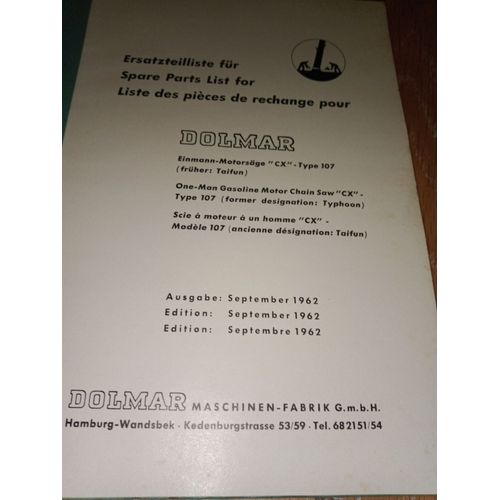 Ersatzteilliste für
Spare Parts List for
Liste des pièces de rechange pour
DOLMAR
Einmann-Motorsäge "CX" - Type 107
(früher: Taifun)
One-Man Gasoline Motor Chain Saw "CX" -
Type 107 (former designation: Typhoon)
Scie à moteur à un homme "CX" -
Modèle 107 (ancienne désignation: Taifun)
Ausgabe: September 1962
Edition: September 1962
Edition: Septembre 1962
DOLMAR MASCHINEN-FABRIK G.m.b.H.
Hamburg-Wandsbek · Kedenburgstrasse 53/59 · Tel. 682151/54